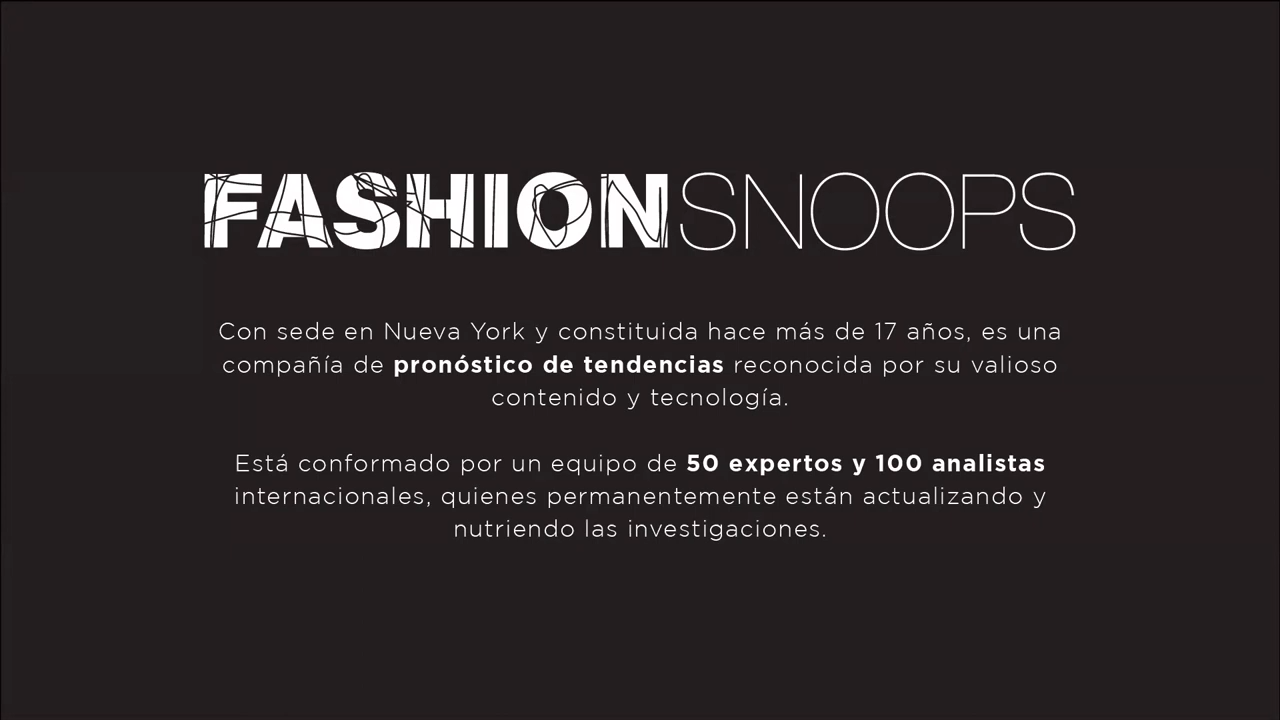 FASHIONSNOOPS
Con sede en Nueva York y constituida hace más de 17 años, es una
compañía de pronóstico de tendencias reconocida por su valioso
contenido y tecnología.
Está conformado por un equipo de 50 expertos y 100 analistas
internacionales, quienes permanentemente están actualizando y
nutriendo las investigaciones.